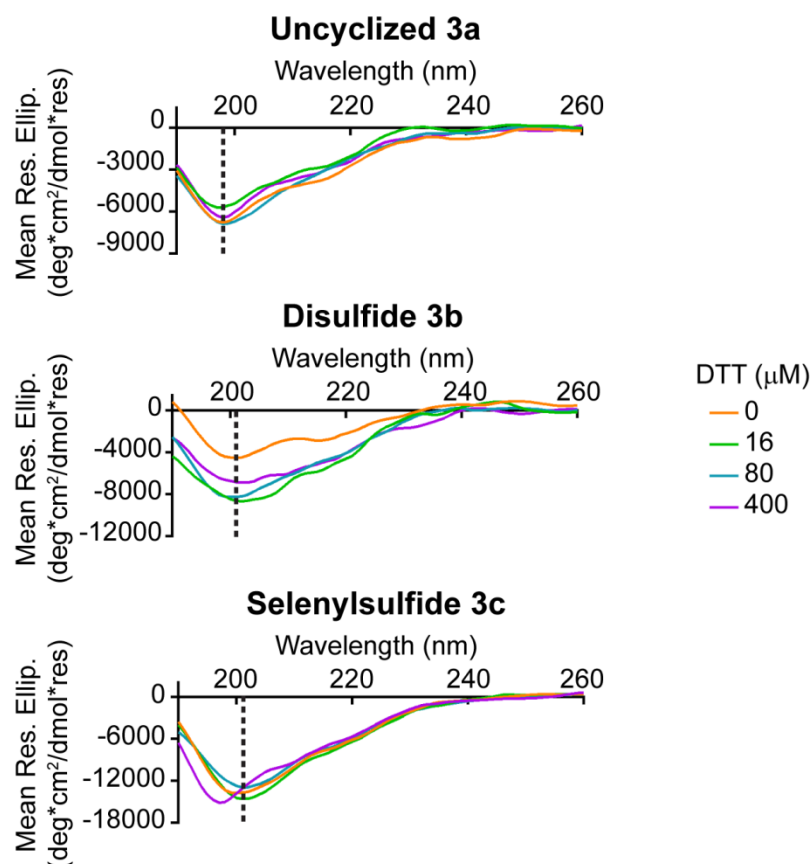 Uncyclized 3a
Wavelength (nm)
200 220 240 260
0
-3000
-6000
-9000
Mean Res. Ellip.
(deg*cm²/dmol*res)
Disulfide 3b
Wavelength (nm)
200 220 240 260
0
-4000
-8000
-12000
Mean Res. Ellip.
(deg*cm²/dmol*res)
DTT (μM)
0
16
80
400
Selenylsulfide 3c
Wavelength (nm)
200 220 240 260
0
-6000
-12000
-18000
Mean Res. Ellip.
(deg*cm²/dmol*res)